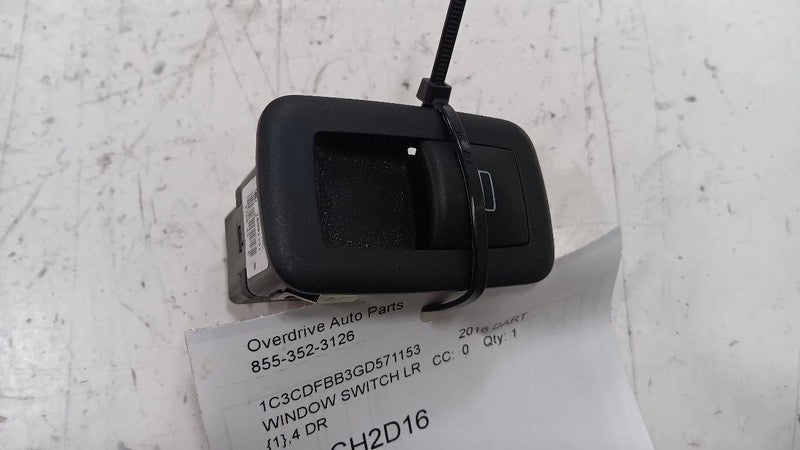 Overdrive Auto Parts
855-352-3126
1C3CDFBB3GD571153 2016 DART
WINDOW SWITCH LR CC: 0 Qty: 1
{1},4 DR
CH2D16